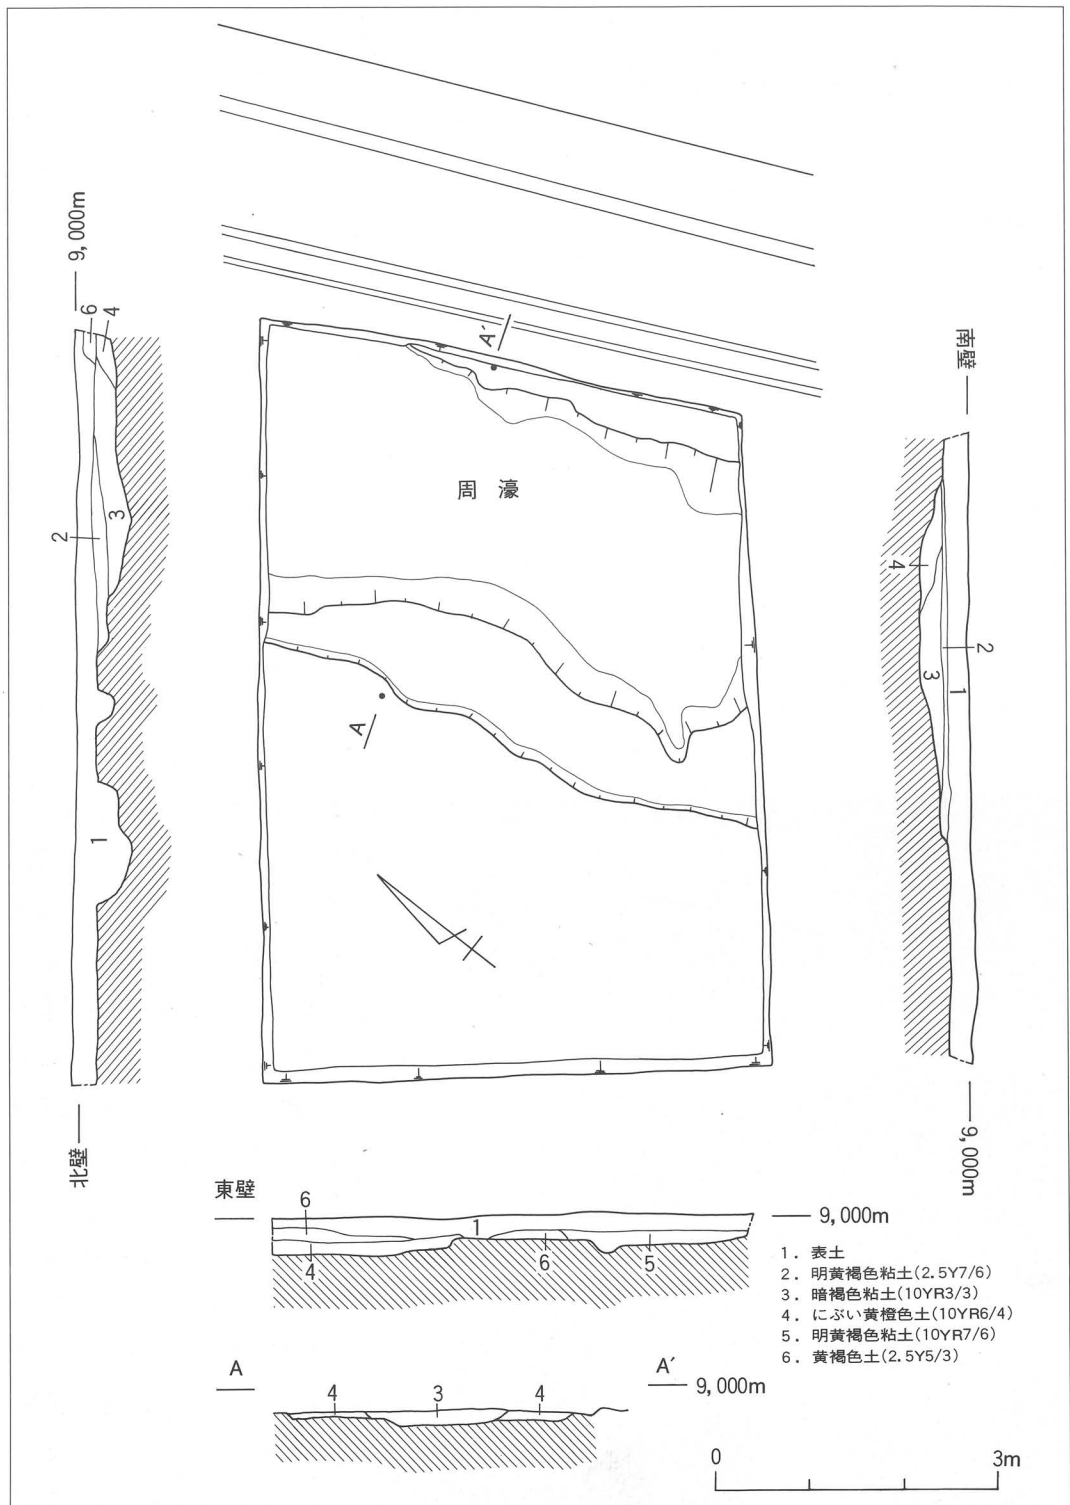 9,000m
6
4
3
2
1
北壁
A´
周 濠
A
南壁
4
2
3
1
9,000m
東壁
6
1
4
6
5
9,000m
1. 表土
2. 明黄褐色粘土(2.5Y7/6)
3. 暗褐色粘土(10YR3/3)
4. にぶい黄橙色土(10YR6/4)
5. 明黄褐色粘土(10YR7/6)
6. 黄褐色土(2.5Y5/3)
A
A´
9,000m
4
3
4
0
3m